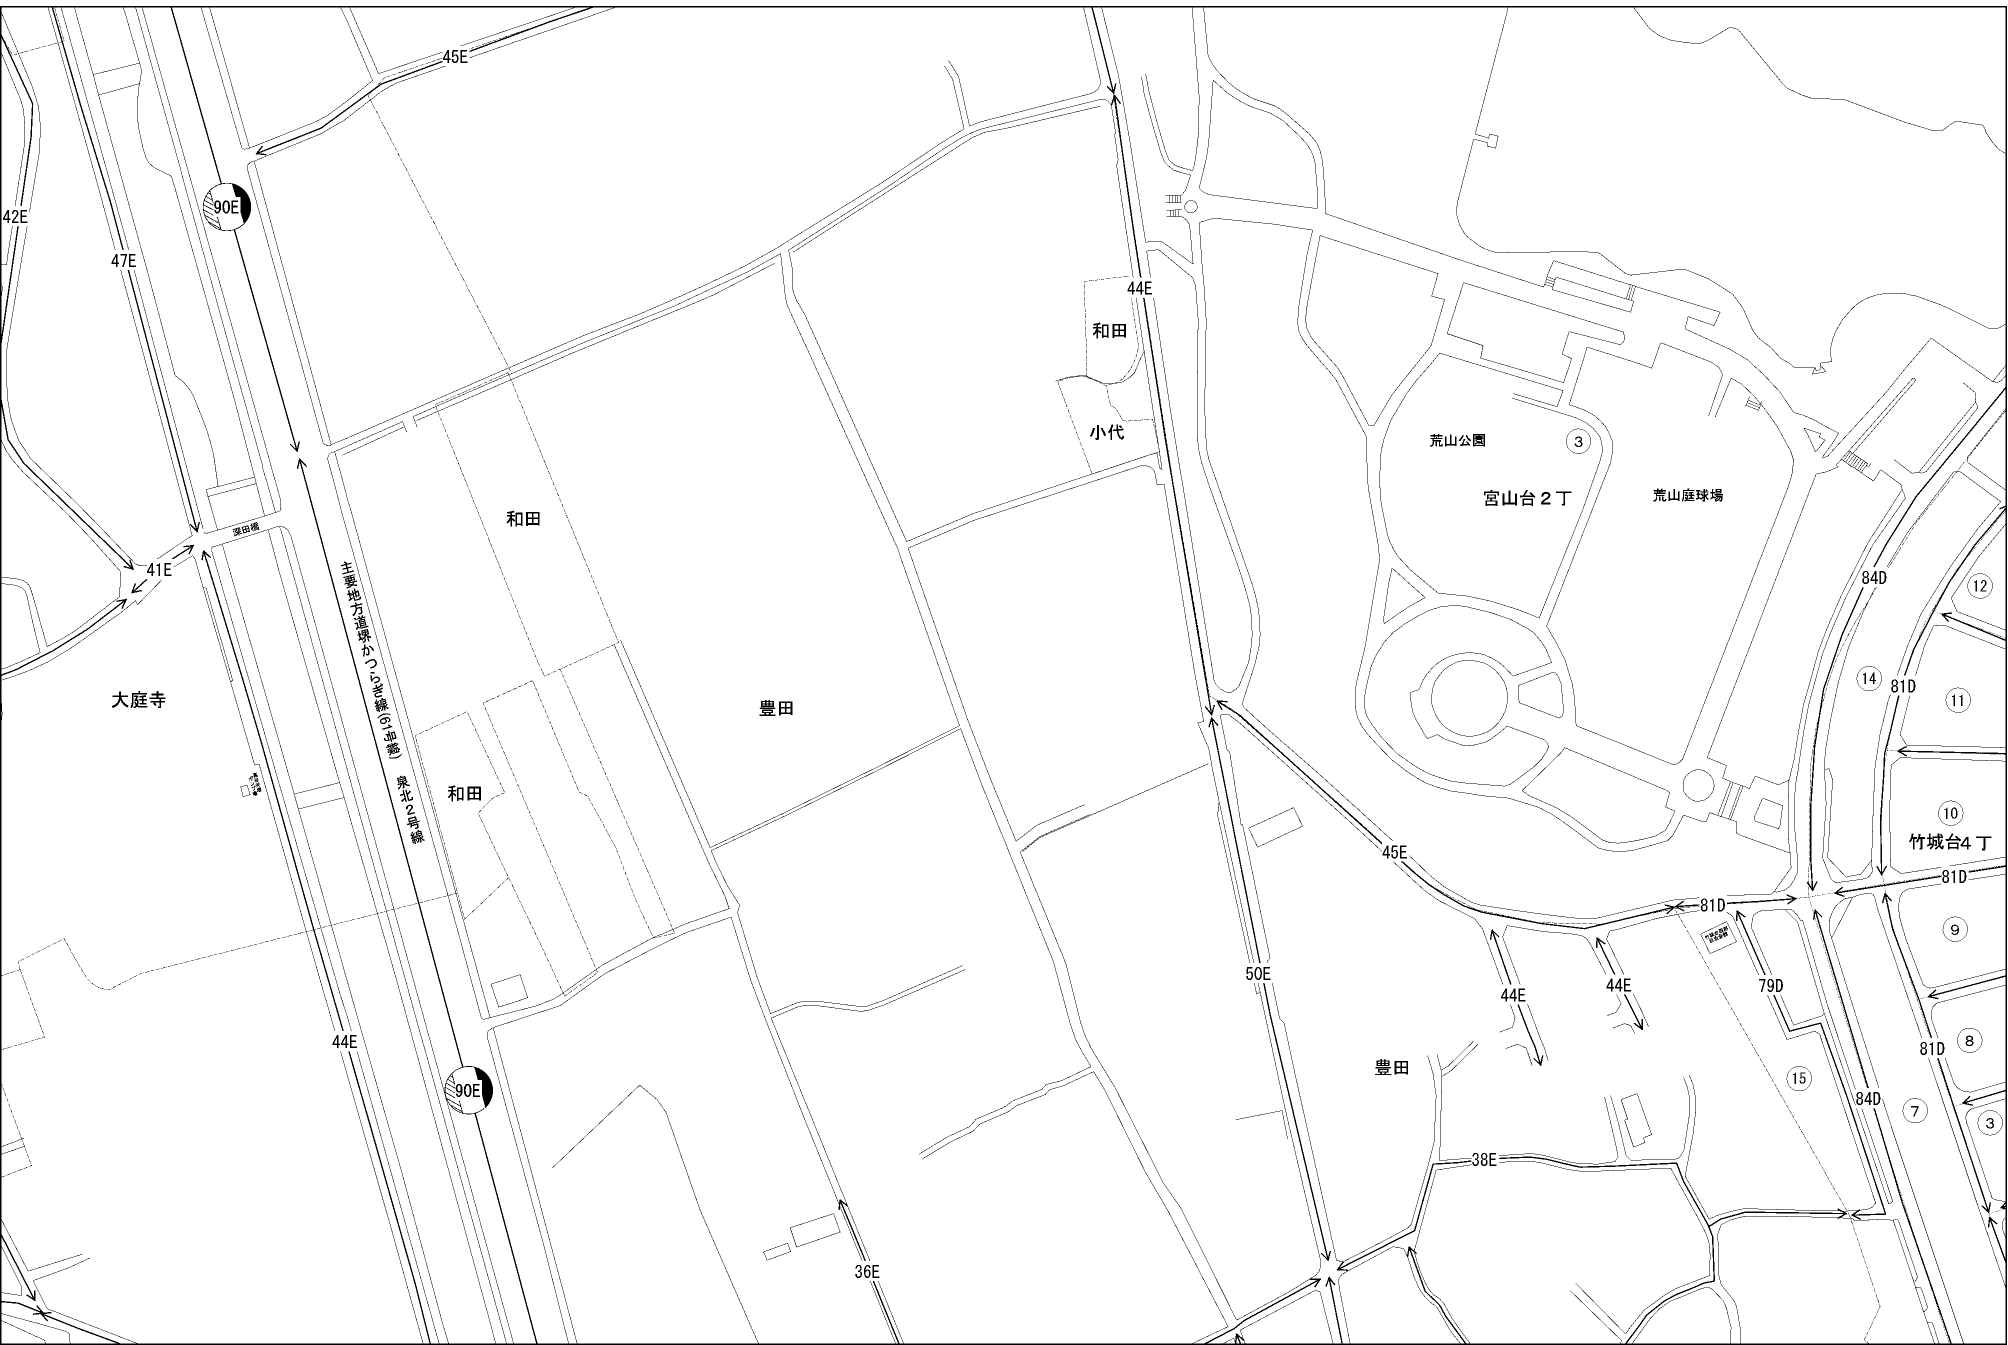 45E
90E
42E
47E
44E
和田
小代
荒山公園
③
宮山台２丁
荒山庭球場
和田
深田橋
41E
主要地方道堺かつらぎ線(61号線)　泉北２号線
84D
⑫
大庭寺
豊田
⑭
81D
⑪
和田
⑩
竹城台４丁
45E
81D
81D
⑨
50E
44E
44E
79D
44E
81D
⑧
豊田
⑮
90E
84D
⑦
③
38E
36E